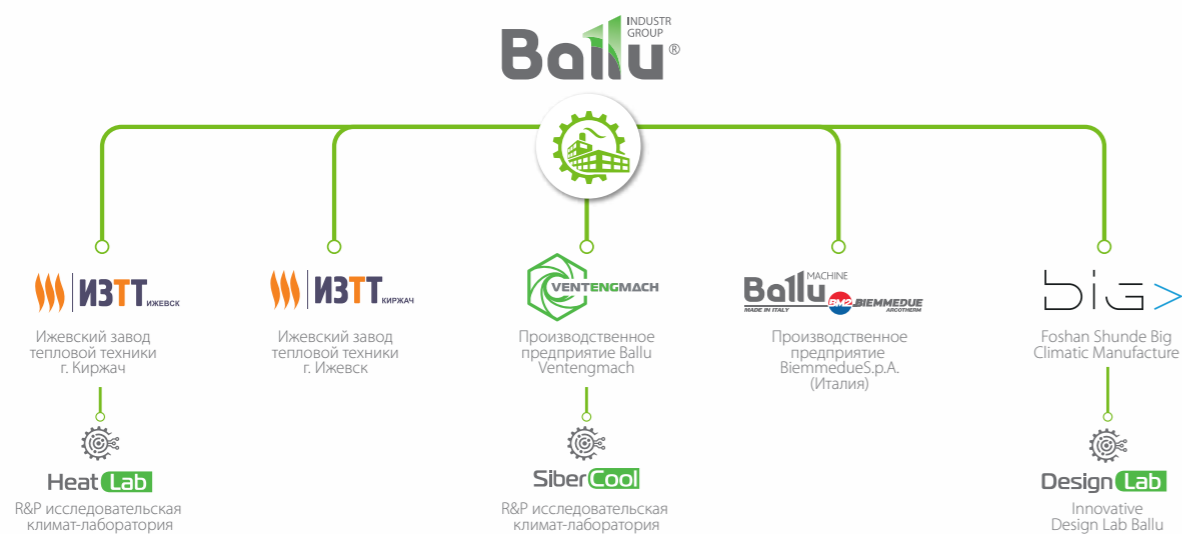 INDUSTR
GROUP
Ballu®
ИЗТТ ИЖЕВСК
Ижевский завод
тепловой техники
г. Киржач
HeatLab
R&P исследовательская
климат-лаборатория
ИЗТТ КИРЖАЧ
Ижевский завод
тепловой техники
г. Ижевск
VENTENGMACH
Производственное
предприятие Ballu
Ventengmach
SiberCool
R&P исследовательская
климат-лаборатория
Ballu MACHINE
MADE IN ITALY
BM2 BIEMMEDUE
ARCOTHERM
Производственное
предприятие
BiemmedueS.p.A.
(Италия)
BIG>
Foshan Shunde Big
Climatic Manufacture
Design Lab
Innovative
Design Lab Ballu